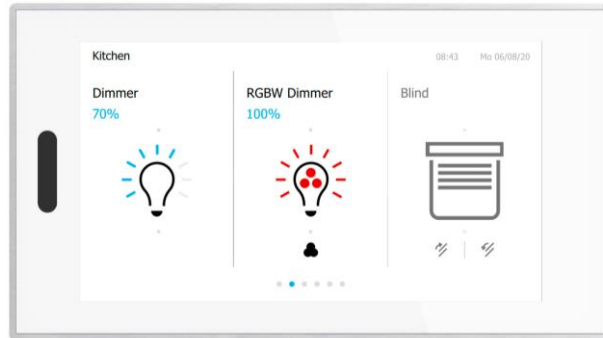 Kitchen
08:43 Mo 06/08/20
Dimmer
70%
RGBW Dimmer
100%
Blind